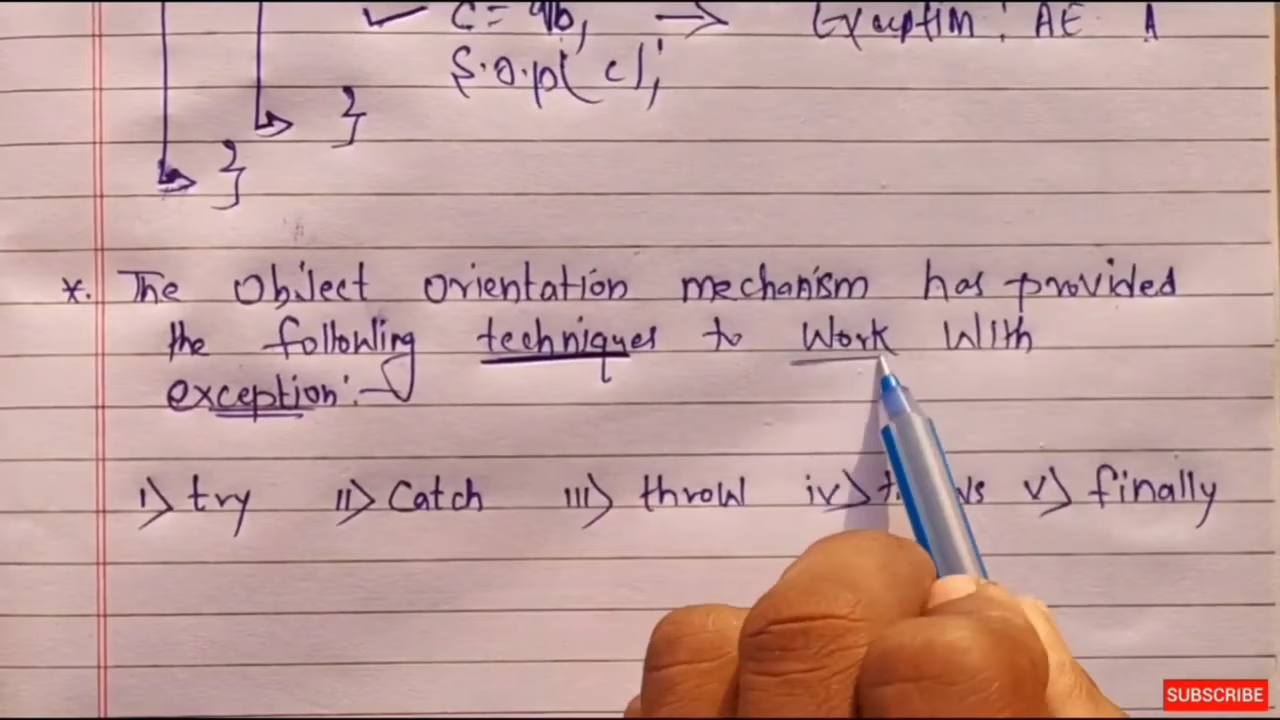 c = a/b; → Exception: AE A
S.o.p( c);
}
}
*. The Object orientation mechanism has provided
the following techniques to work with
exception:-
i) try ii) Catch iii) throw iv) v) finally
SUBSCRIBE